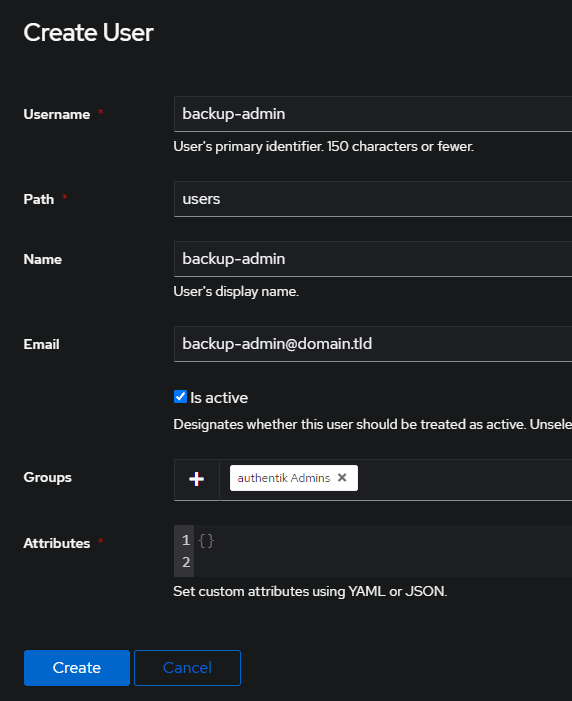 Create User
Username *
backup-admin
User's primary identifier. 150 characters or fewer.
Path *
users
Name
backup-admin
User's display name.
Email
backup-admin@domain.tld
Is active
Designates whether this user should be treated as active. Unsele
Groups
authentik Admins
Attributes *
1 {}
2
Set custom attributes using YAML or JSON.
Create Cancel